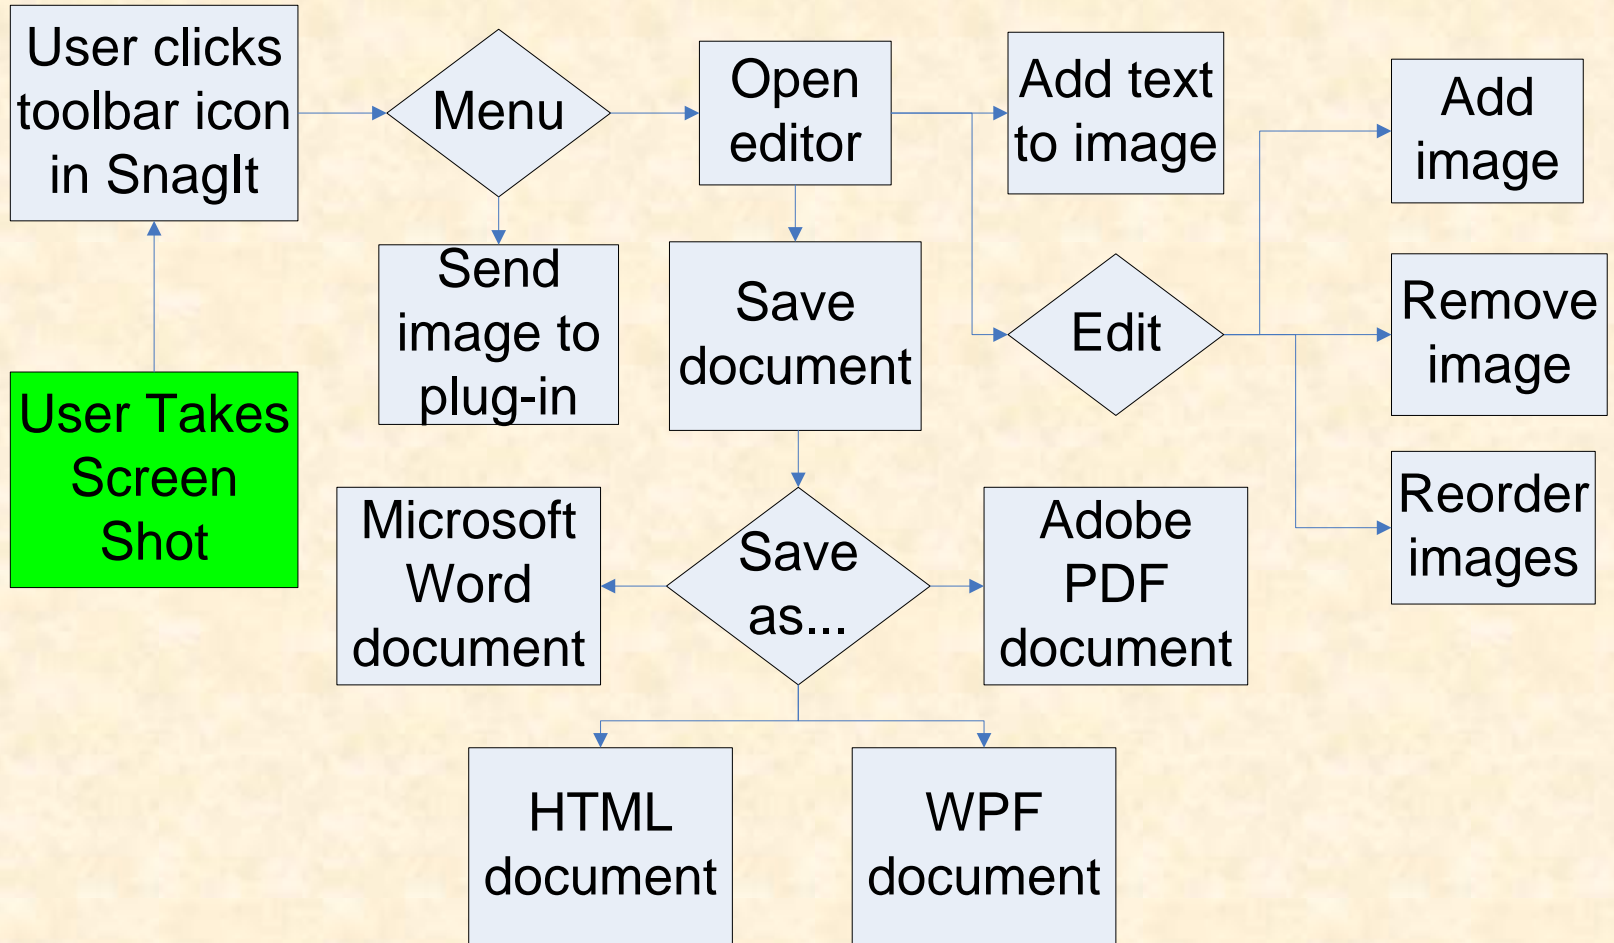 User clicks
toolbar icon
in SnagIt
Menu
Open
editor
Add text
to image
Add
image
Send
image to
plug-in
Save
document
Edit
Remove
image
User Takes
Screen
Shot
Microsoft
Word
document
Save
as...
Adobe
PDF
document
Reorder
images
HTML
document
WPF
document